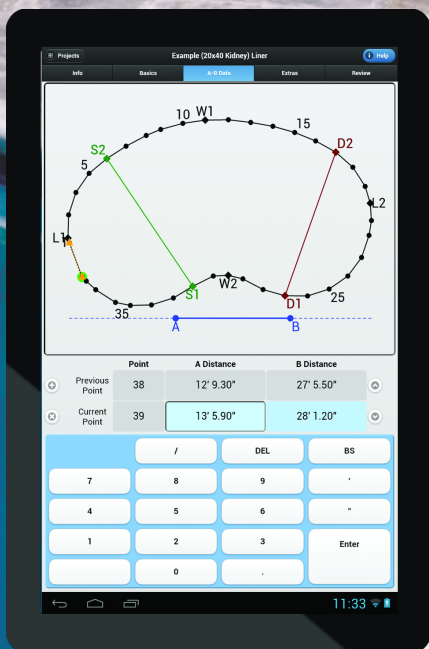 Projects Example (20x40 Kidney) Liner Help
Info Basics A-B Data Extras Review
10 W1
15
S2 D2
5
L2
L1
S1 W2
D1 25
35
A B
Point A Distance B Distance
Previous Point 38 12' 9.30" 27' 5.50"
Current Point 39 13' 5.90" 28' 1.20"
/ DEL BS
7 8 9 '
4 5 6 "
1 2 3 Enter
0 .
11:33